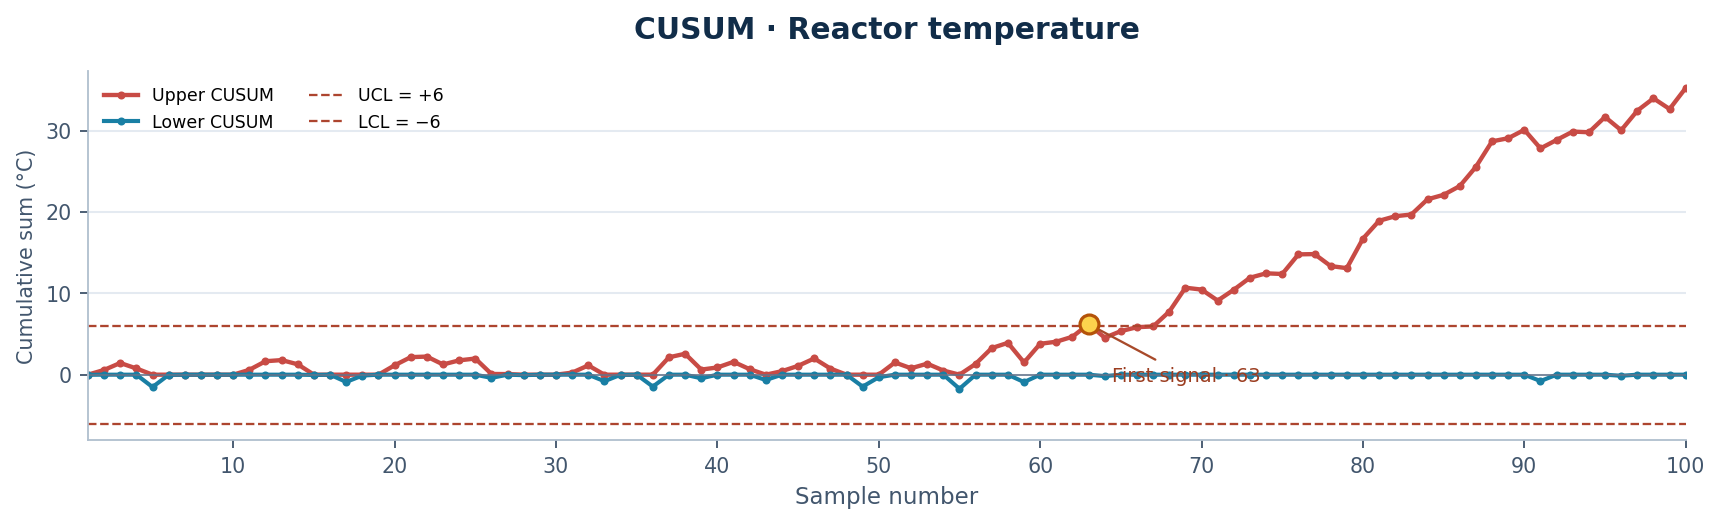 CUSUM · Reactor temperature
Upper CUSUM
Lower CUSUM
UCL = +6
LCL = −6
Cumulative sum (°C)
30
20
10
0
First signal · 63
10 20 30 40 50 60 70 80 90 100
Sample number